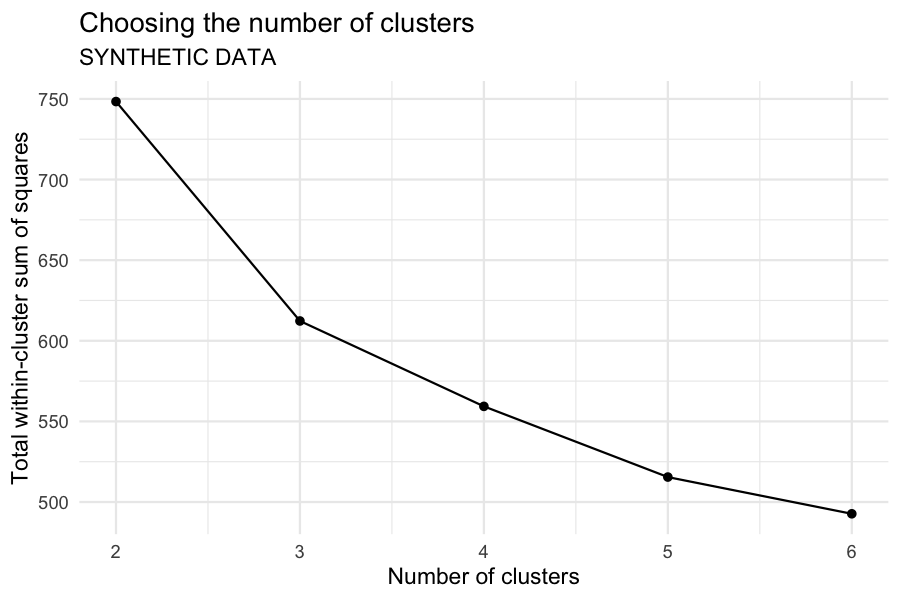 Choosing the number of clusters
SYNTHETIC DATA
Total within-cluster sum of squares
750
700
650
600
550
500
2 3 4 5 6
Number of clusters